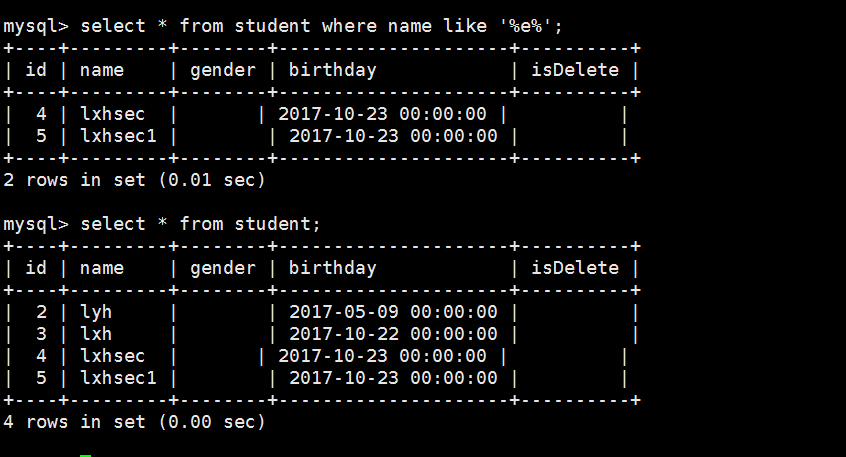 mysql> select * from student where name like '%e%';
+----+---------+--------+---------------------+----------+
| id | name    | gender | birthday            | isDelete |
+----+---------+--------+---------------------+----------+
|  4 | lxhsec  |       | 2017-10-23 00:00:00 |          |
|  5 | lxhsec1 |        | 2017-10-23 00:00:00 |         |
+----+---------+--------+---------------------+----------+
2 rows in set (0.01 sec)
mysql> select * from student;
+----+---------+--------+---------------------+----------+
| id | name    | gender | birthday            | isDelete |
+----+---------+--------+---------------------+----------+
|  2 | lyh     |        | 2017-05-09 00:00:00 |          |
|  3 | lxh     |        | 2017-10-22 00:00:00 |          |
|  4 | lxhsec  |       | 2017-10-23 00:00:00 |          |
|  5 | lxhsec1 |        | 2017-10-23 00:00:00 |         |
+----+---------+--------+---------------------+----------+
4 rows in set (0.00 sec)